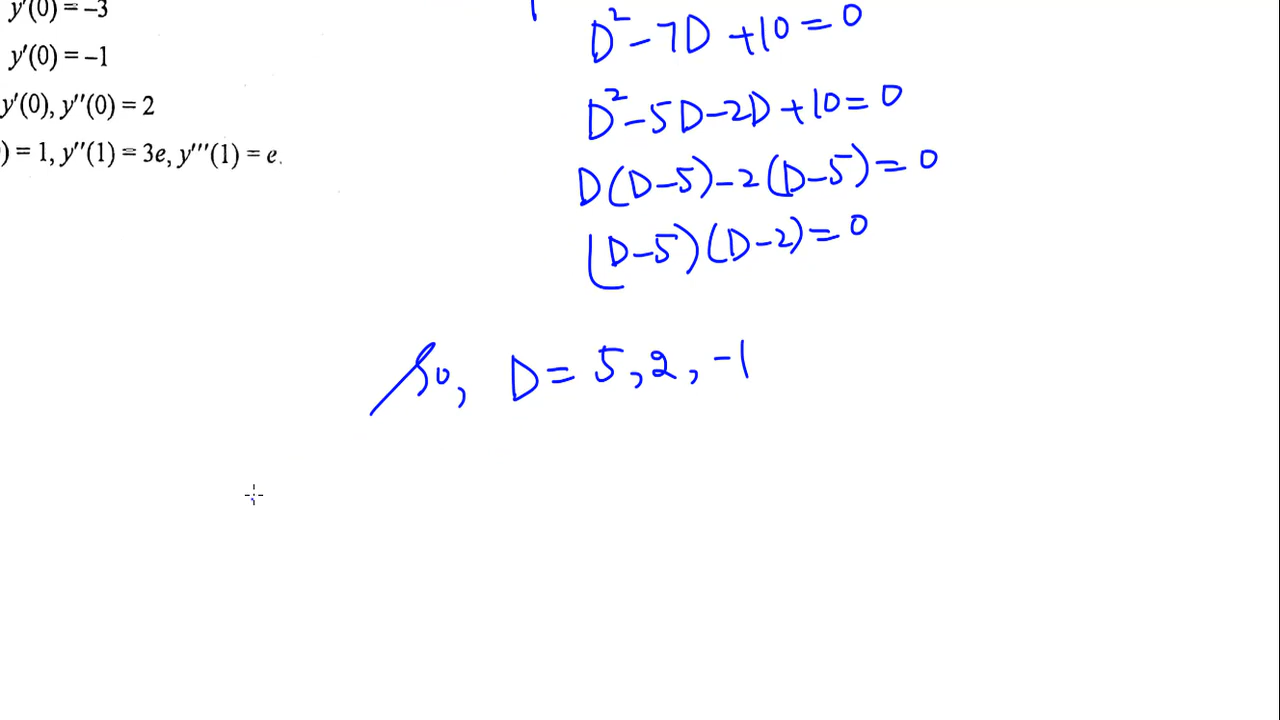 y′(0) = –3
y′(0) = –1
y′(0), y′′(0) = 2
) = 1, y′′(1) = 3e, y′′′(1) = e.
D² – 7D + 10 = 0
D² – 5D – 2D + 10 = 0
D(D – 5) – 2(D – 5) = 0
(D – 5)(D – 2) = 0
So, D = 5, 2, -1